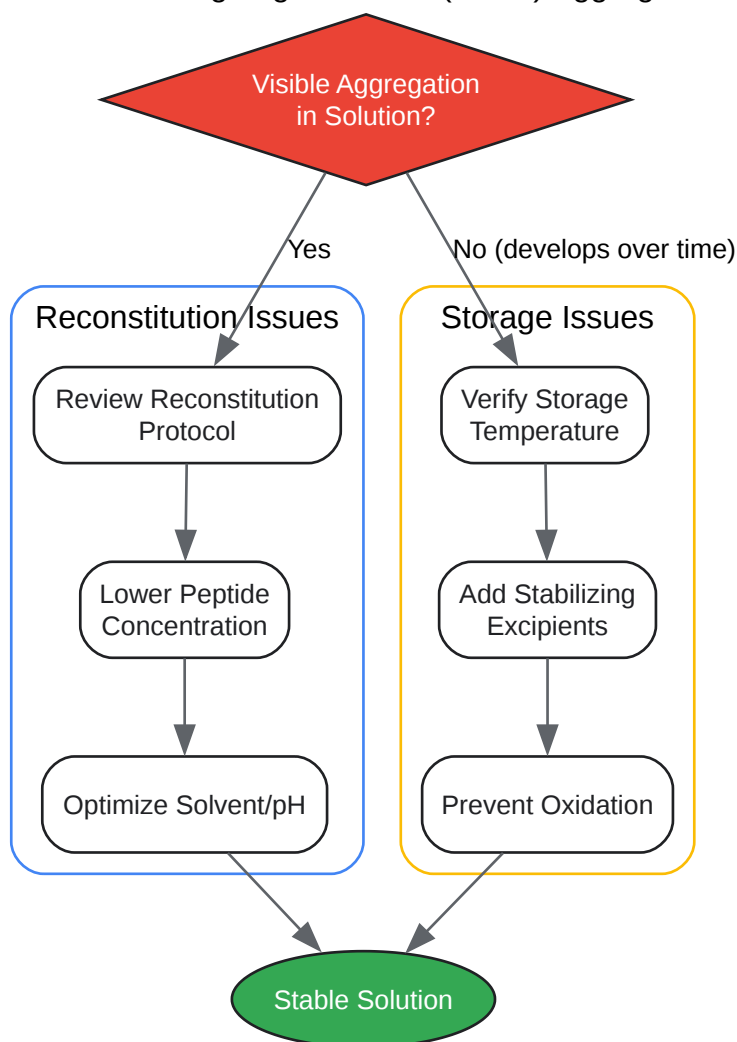 Visible Aggregation
in Solution?
Yes
No (develops over time)
Reconstitution Issues
Storage Issues
Review Reconstitution
Protocol
Verify Storage
Temperature
Lower Peptide
Concentration
Add Stabilizing
Excipients
Optimize Solvent/pH
Prevent Oxidation
Stable Solution